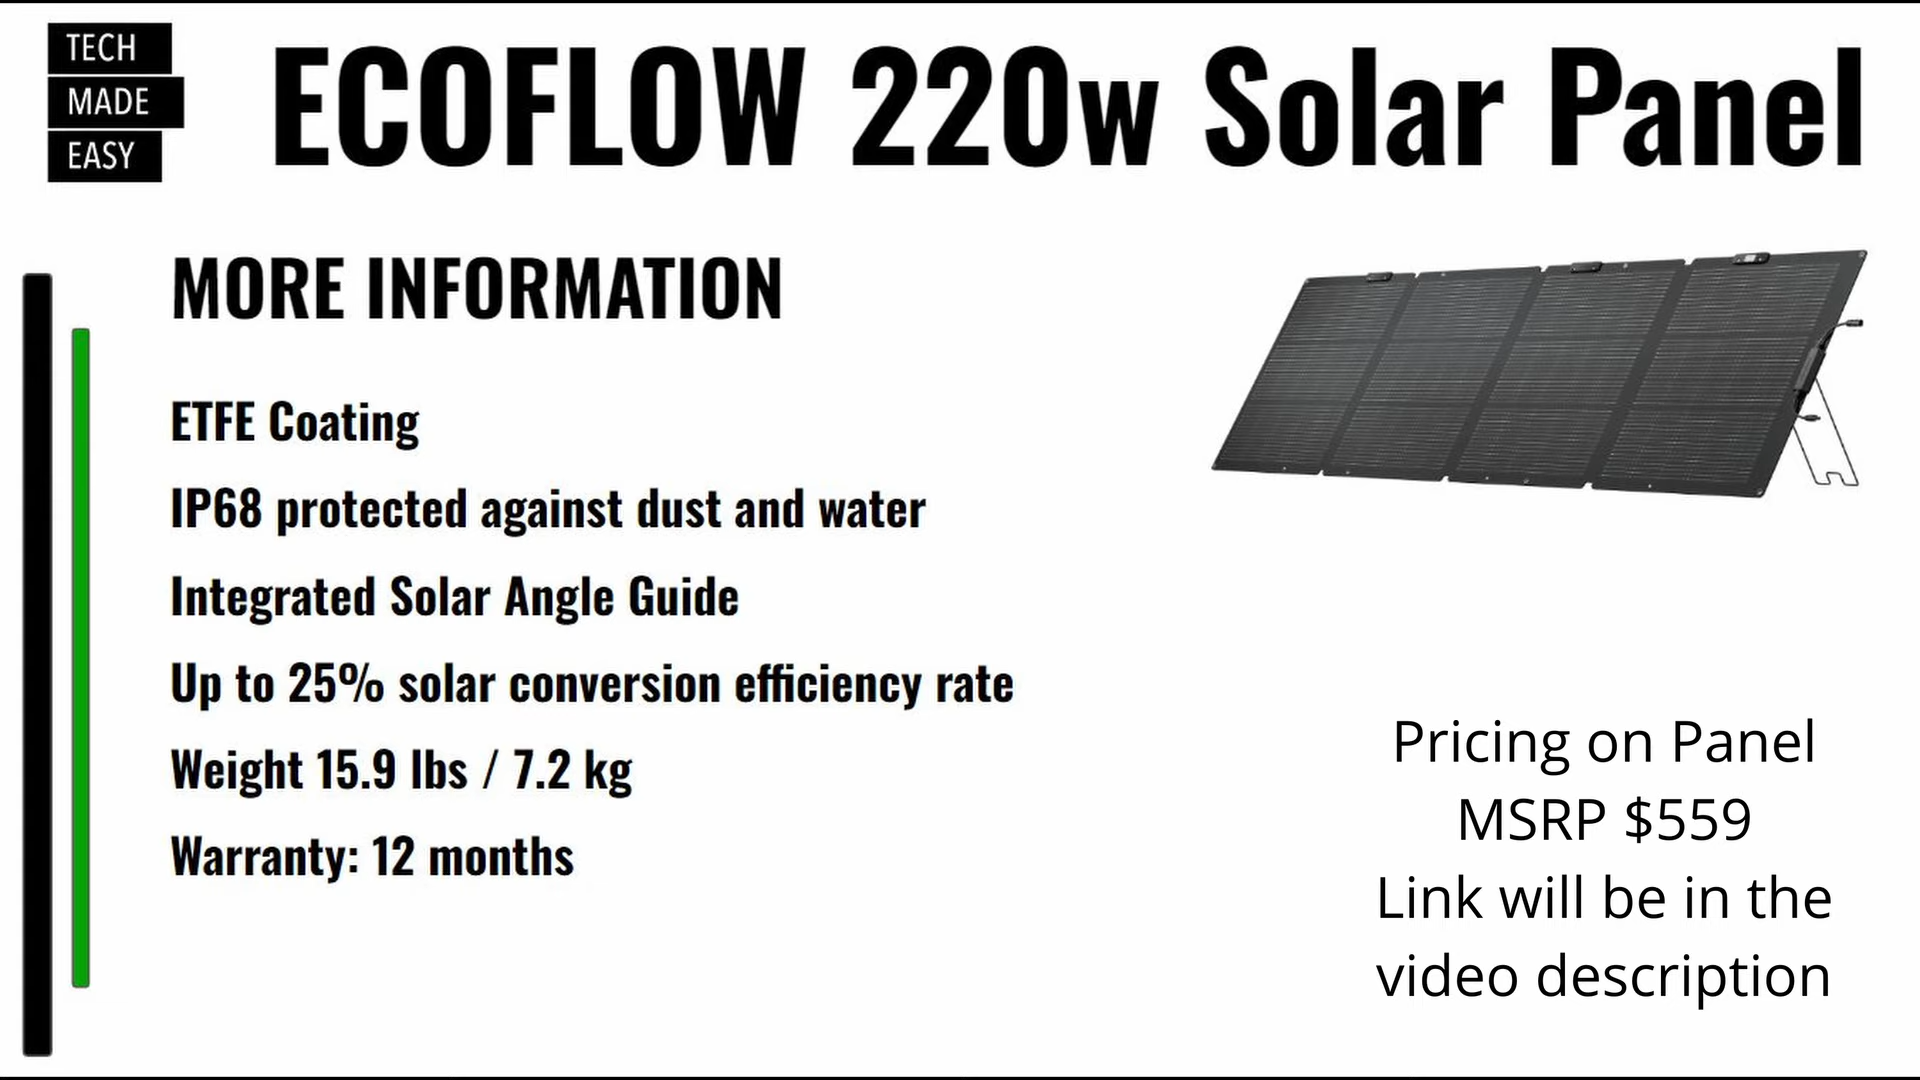 TECH
MADE
EASY
ECOFLOW 220w Solar Panel
MORE INFORMATION
ETFE Coating
IP68 protected against dust and water
Integrated Solar Angle Guide
Up to 25% solar conversion efficiency rate
Weight 15.9 lbs / 7.2 kg
Warranty: 12 months
Pricing on Panel
MSRP $559
Link will be in the
video description